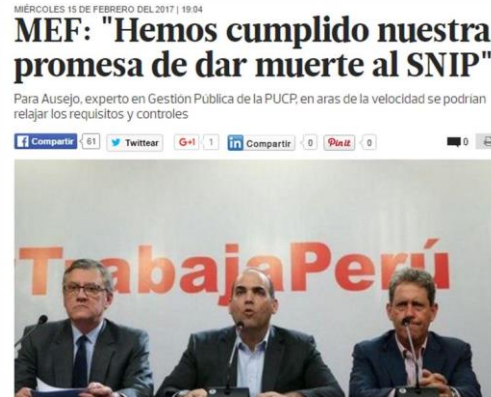 MIÉRCOLES 15 DE FEBRERO DEL 2017 | 19:04
MEF: "Hemos cumplido nuestra
promesa de dar muerte al SNIP"
Para Ausejo, experto en Gestión Pública de la PUCP, en aras de la velocidad se podrían
relajar los requisitos y controles
f Compartir 61 Twittear G+1 1 in Compartir 0 Pin it 0 0
TrabajaPerú